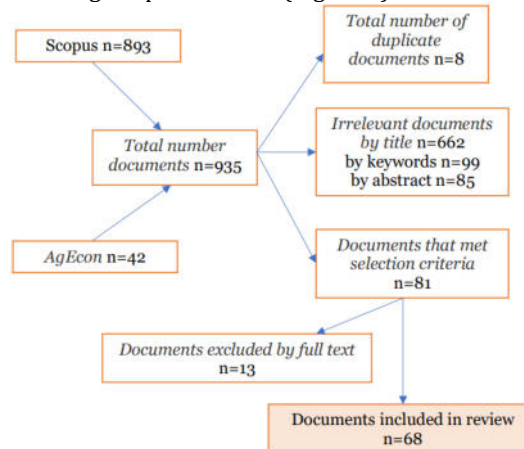 Scopus n=893
Total number of
duplicate documents
n=8
Total number
documents n=935
Irrelevant documents
by title n=662
by keywords n=99
by abstract n=85
AgEcon n=42
Documents that met
selection criteria
n=81
Documents excluded by full text
n=13
Documents included in review
n=68